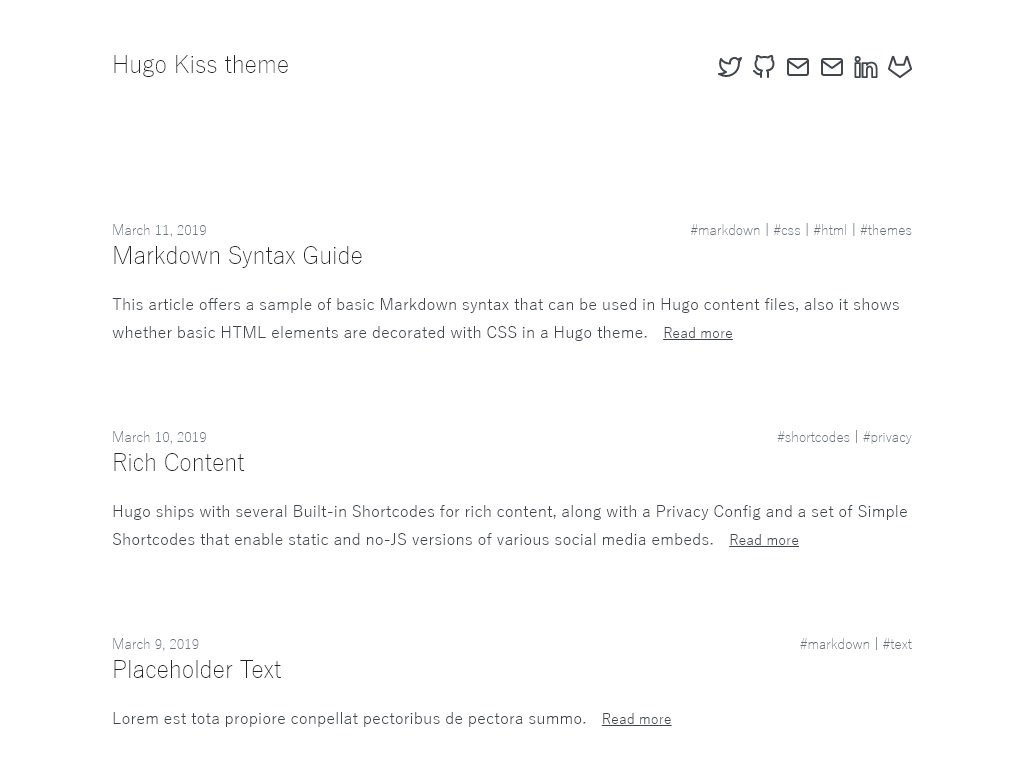 Hugo Kiss theme
March 11, 2019
#markdown | #css | #html | #themes
Markdown Syntax Guide
This article offers a sample of basic Markdown syntax that can be used in Hugo content files, also it shows
whether basic HTML elements are decorated with CSS in a Hugo theme. Read more
March 10, 2019
#shortcodes | #privacy
Rich Content
Hugo ships with several Built-in Shortcodes for rich content, along with a Privacy Config and a set of Simple
Shortcodes that enable static and no-JS versions of various social media embeds. Read more
March 9, 2019
#markdown | #text
Placeholder Text
Lorem est tota propiore conpellat pectoribus de pectora summo. Read more